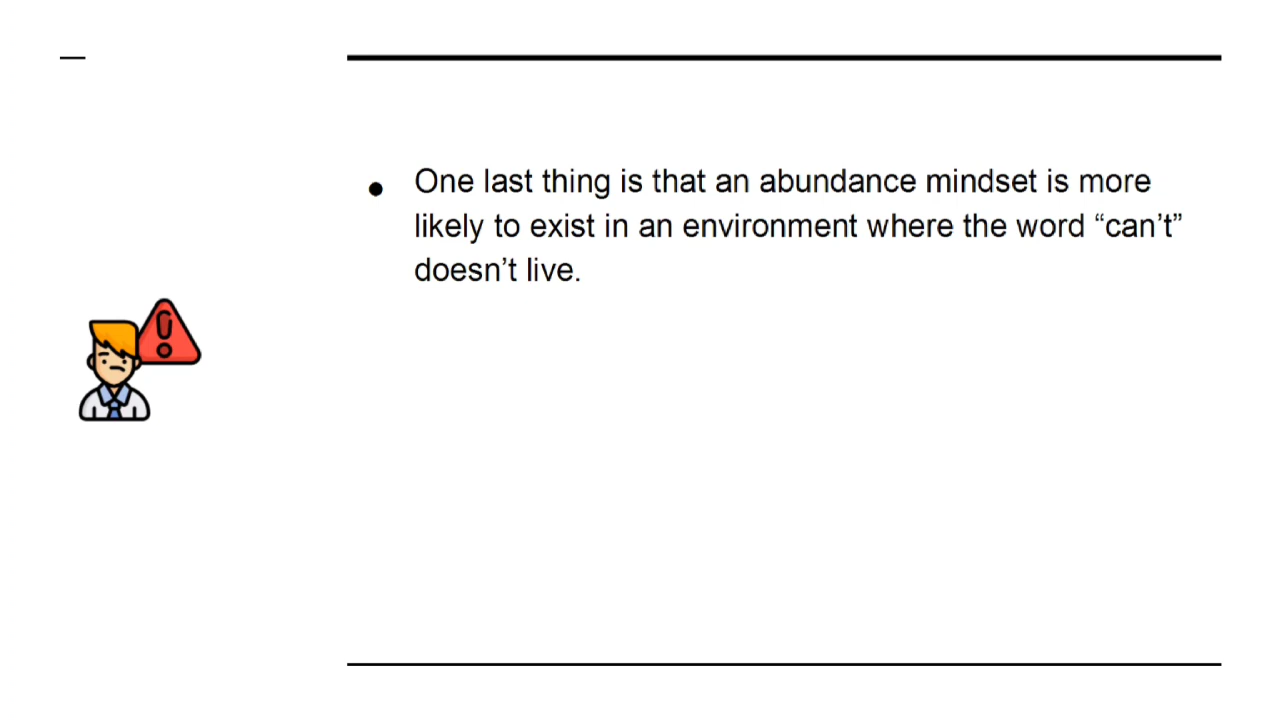 ● One last thing is that an abundance mindset is more
likely to exist in an environment where the word “can’t”
doesn’t live.